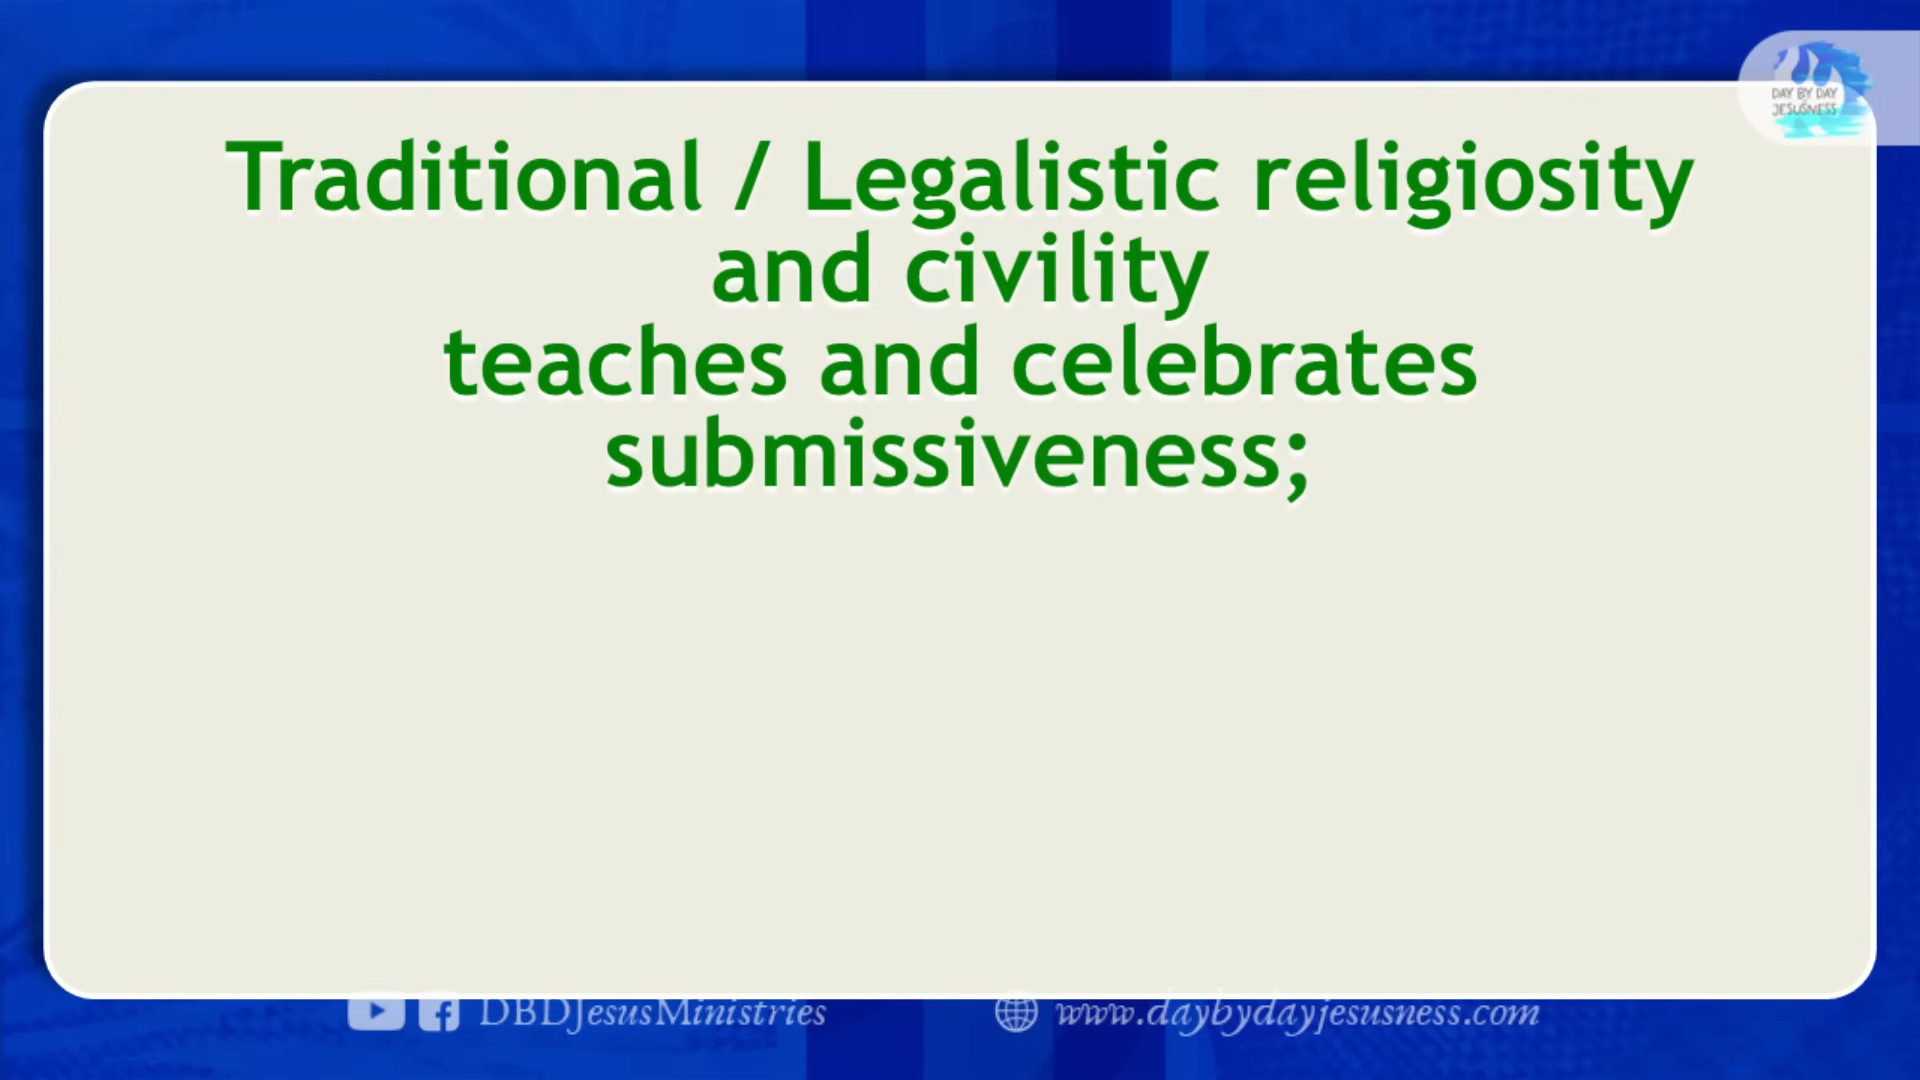 DAY BY DAY
JESUSNESS
Traditional / Legalistic religiosity
and civility
teaches and celebrates
submissiveness;
DBDJesusMinistries
www.daybydayjesusness.com